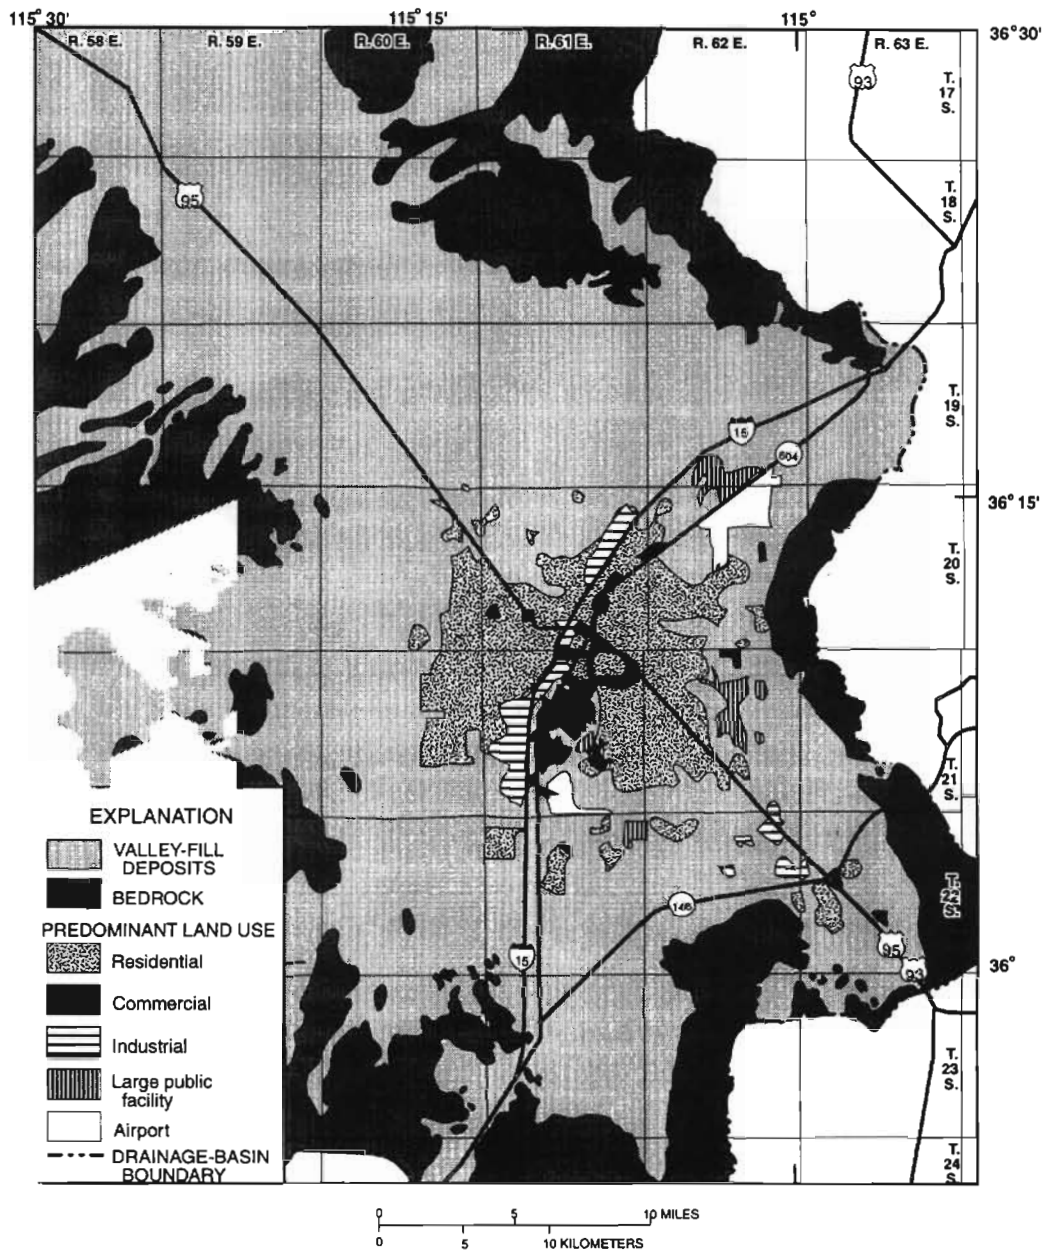 115° 30'
115° 15'
115°
36° 30'
R. 58 E.
R. 59 E.
R. 60 E.
R. 61 E.
R. 62 E.
R. 63 E.
93
T.
17
S.
95
T.
18
S.
T.
19
S.
15
604
36° 15'
T.
20
S.
T.
21
S.
EXPLANATION
VALLEY-FILL
DEPOSITS
BEDROCK
PREDOMINANT LAND USE
Residential
Commercial
Industrial
Large public
facility
Airport
DRAINAGE-BASIN
BOUNDARY
T.
22
S.
146
15
95
93
36°
T.
23
S.
T.
24
S.
0 5 10 MILES
0 5 10 KILOMETERS